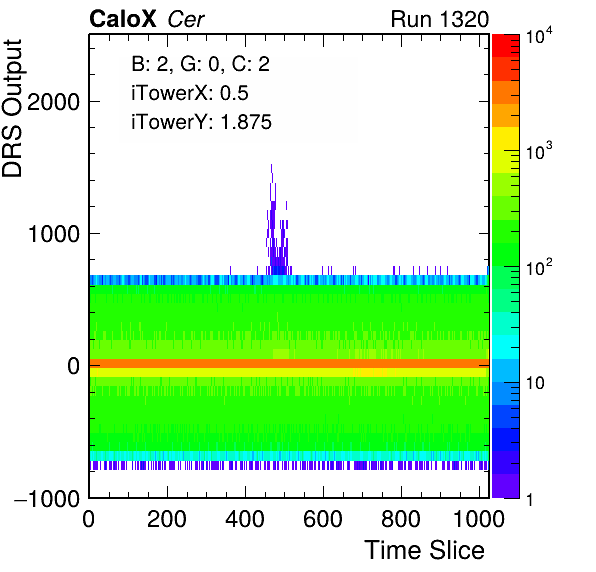 CaloX Cer Run 1320
B: 2, G: 0, C: 2
iTowerX: 0.5
iTowerY: 1.875
DRS Output
2000
1000
0
−1000
0 200 400 600 800 1000
Time Slice
10⁴
10³
10²
10
1